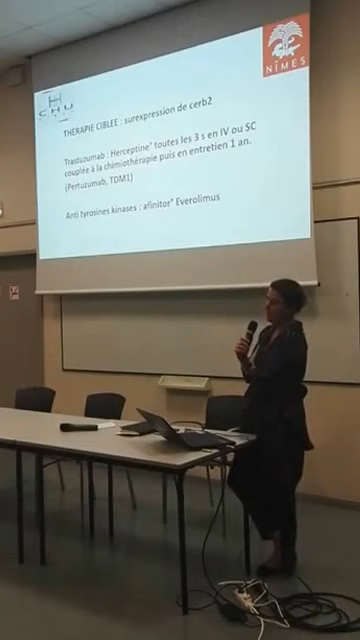 CHU
NÎMES
THERAPIE CIBLEE : surexpression de cerb2
Trastuzumab : Herceptine° toutes les 3 s en IV ou SC
couplée à la chimiothérapie puis en entretien 1 an.
(Pertuzumab, TDM1)
Anti tyrosines kinases : afinitor° Everolimus